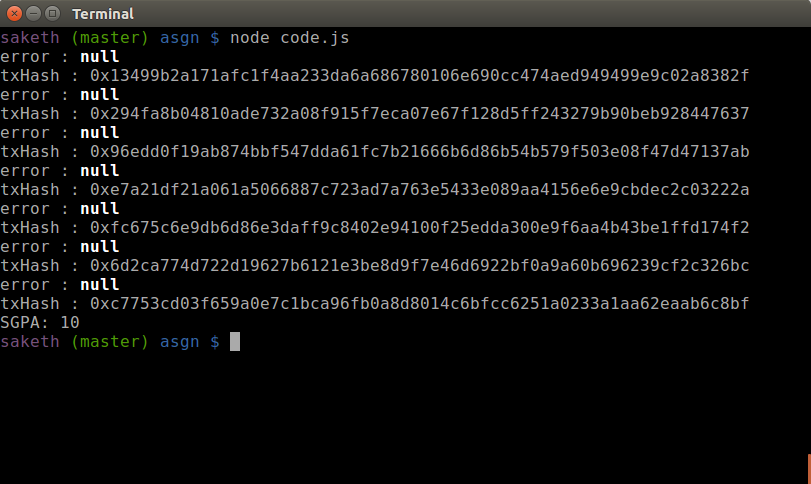 Terminal
saketh (master) asgn $ node code.js
error : null
txHash : 0x13499b2a171afc1f4aa233da6a686780106e690cc474aed949499e9c02a8382f
error : null
txHash : 0x294fa8b04810ade732a08f915f7eca07e67f128d5ff243279b90beb928447637
error : null
txHash : 0x96edd0f19ab874bbf547dda61fc7b21666b6d86b54b579f503e08f47d47137ab
error : null
txHash : 0xe7a21df21a061a5066887c723ad7a763e5433e089aa4156e6e9cbdec2c03222a
error : null
txHash : 0xfc675c6e9db6d86e3daff9c8402e94100f25edda300e9f6aa4b43be1ffd174f2
error : null
txHash : 0x6d2ca774d722d19627b6121e3be8d9f7e46d6922bf0a9a60b696239cf2c326bc
error : null
txHash : 0xc7753cd03f659a0e7c1bca96fb0a8d8014c6bfcc6251a0233a1aa62eaab6c8bf
SGPA: 10
saketh (master) asgn $